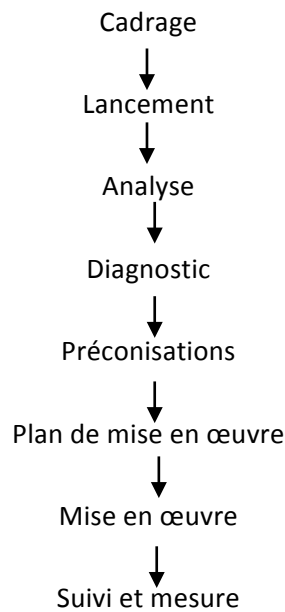 Cadrage
Lancement
Analyse
Diagnostic
Préconisations
Plan de mise en œuvre
Mise en œuvre
Suivi et mesure